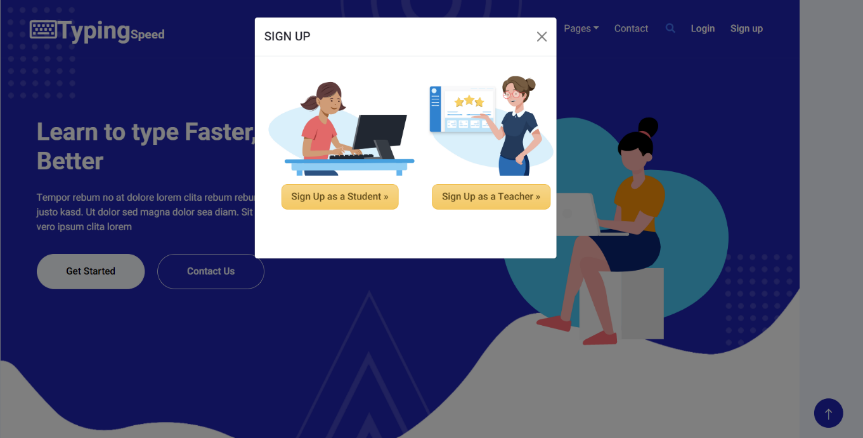 TypingSpeed
SIGN UP
Pages
Contact
Login
Sign up
Learn to type Faster,
Better
Tempor rebum no at dolore lorem clita rebum
justo kasd. Ut dolor sed magna dolor sea diam. Sit
vero ipsum clita lorem
Get Started
Contact Us
Sign Up as a Student »
Sign Up as a Teacher »